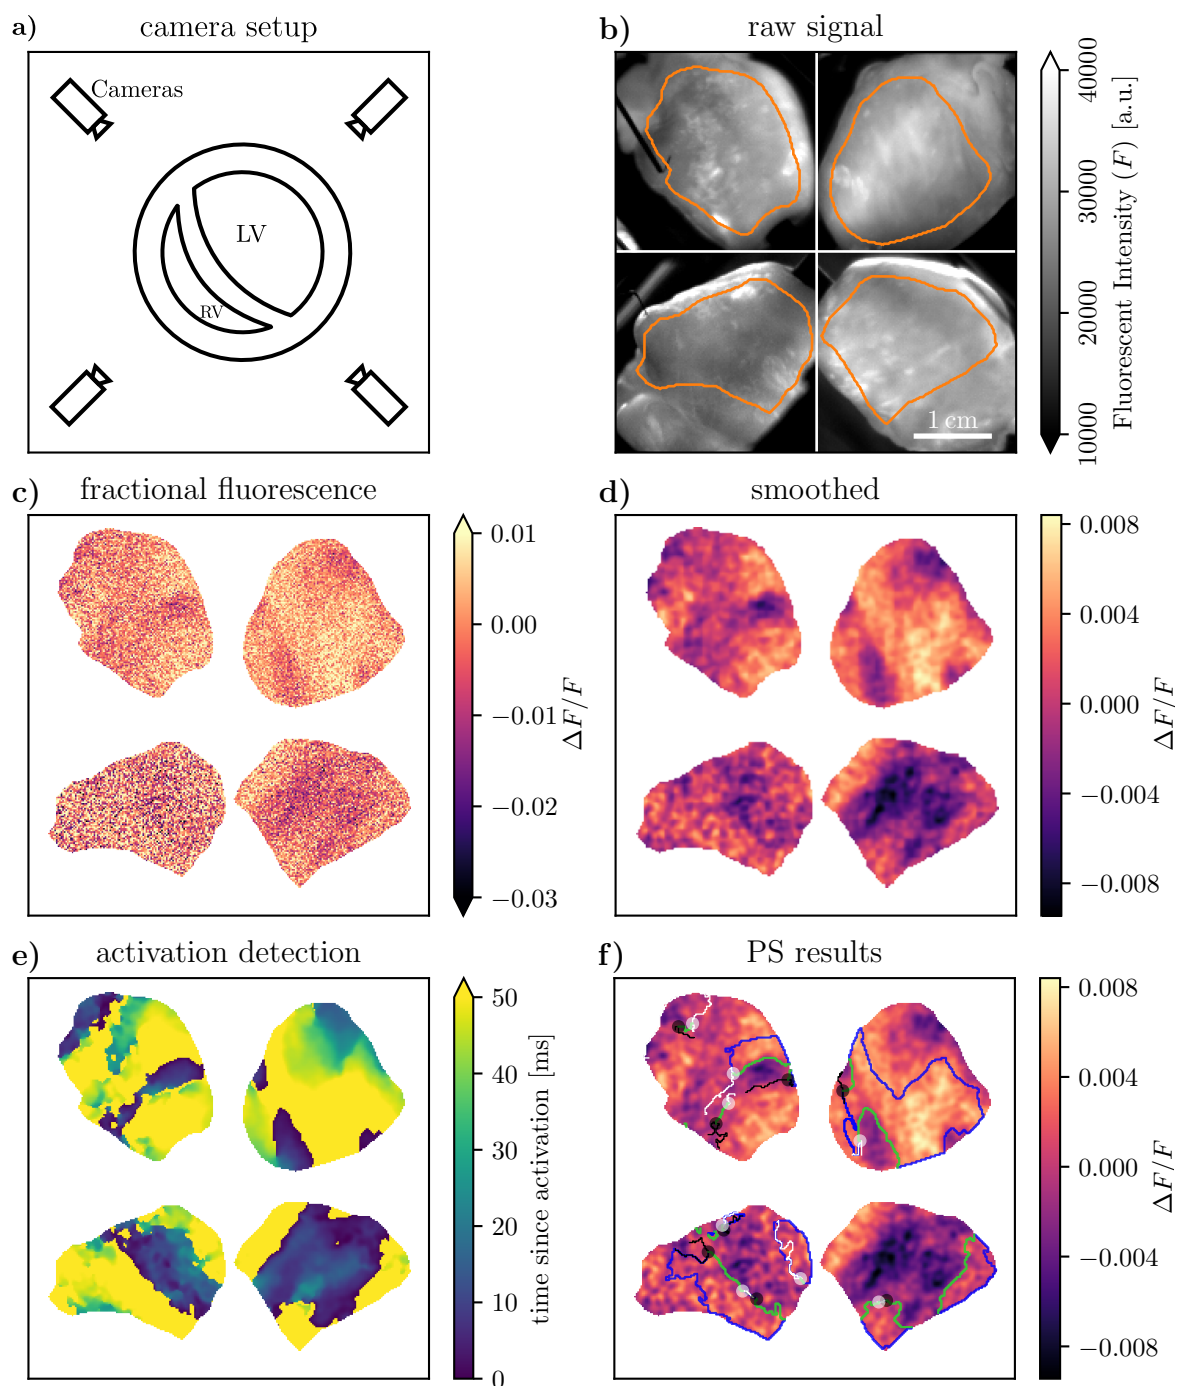 a) camera setup
Cameras
LV
RV
b) raw signal
1 cm
40000
30000
20000
10000
Fluorescent Intensity (F) [a.u.]
c) fractional fluorescence
0.01
0.00
−0.01
−0.02
−0.03
ΔF/F
d) smoothed
0.008
0.004
0.000
−0.004
−0.008
ΔF/F
e) activation detection
50
40
30
20
10
0
time since activation [ms]
f) PS results
0.008
0.004
0.000
−0.004
−0.008
ΔF/F